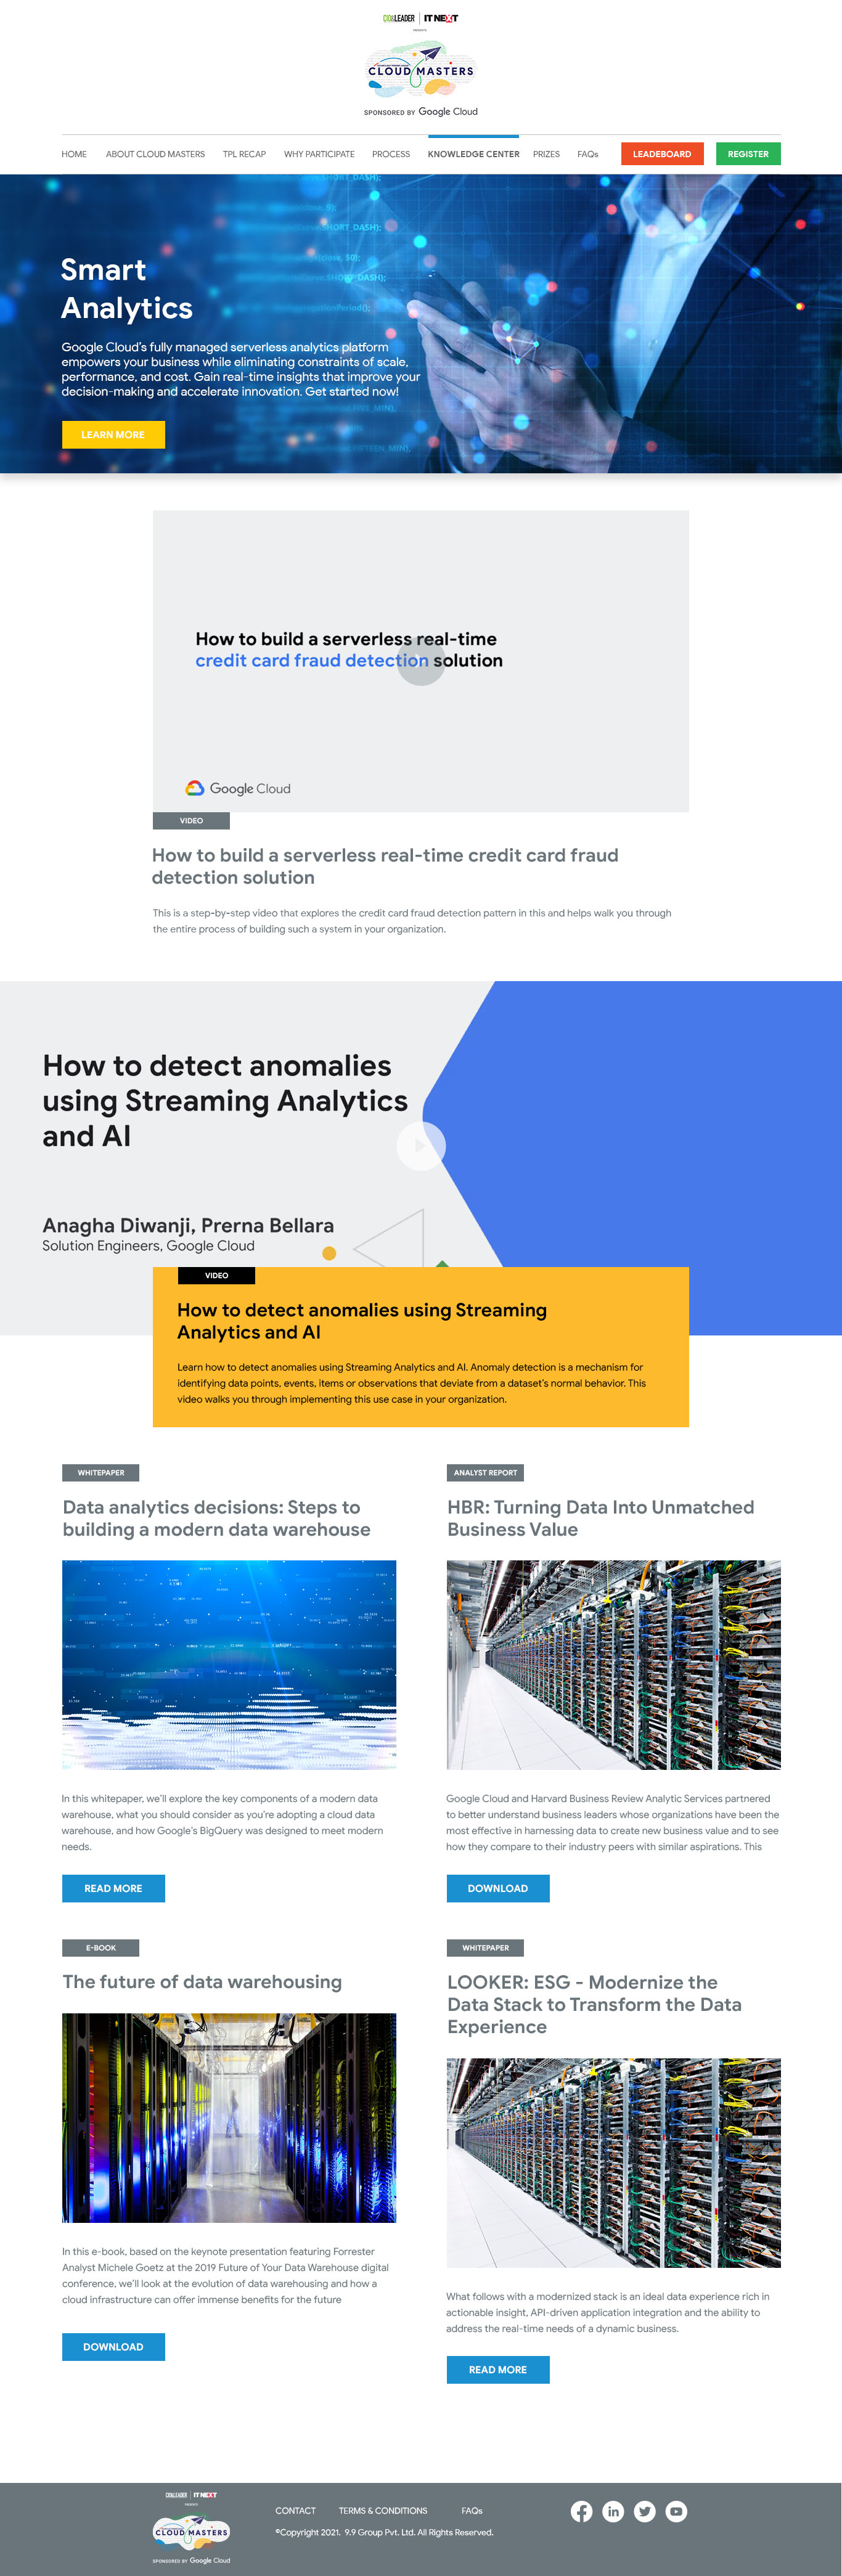 CIO&LEADER IT NEXT
PRESENTS
CLOUD MASTERS
SPONSORED BY Google Cloud
HOME ABOUT CLOUD MASTERS TPL RECAP WHY PARTICIPATE PROCESS KNOWLEDGE CENTER PRIZES FAQs LEADEBOARD REGISTER
Smart
Analytics
Google Cloud's fully managed serverless analytics platform
empowers your business while eliminating constraints of scale,
performance, and cost. Gain real-time insights that improve your
decision-making and accelerate innovation. Get started now!
LEARN MORE
How to build a serverless real-time
credit card fraud detection solution
Google Cloud
VIDEO
How to build a serverless real-time credit card fraud
detection solution
This is a step-by-step video that explores the credit card fraud detection pattern in this and helps walk you through
the entire process of building such a system in your organization.
How to detect anomalies
using Streaming Analytics
and AI
Anagha Diwanji, Prerna Bellara
Solution Engineers, Google Cloud
VIDEO
How to detect anomalies using Streaming
Analytics and AI
Learn how to detect anomalies using Streaming Analytics and AI. Anomaly detection is a mechanism for
identifying data points, events, items or observations that deviate from a dataset's normal behavior. This
video walks you through implementing this use case in your organization.
WHITEPAPER
Data analytics decisions: Steps to
building a modern data warehouse
In this whitepaper, we'll explore the key components of a modern data
warehouse, what you should consider as you're adopting a cloud data
warehouse, and how Google's BigQuery was designed to meet modern
needs.
READ MORE
ANALYST REPORT
HBR: Turning Data Into Unmatched
Business Value
Google Cloud and Harvard Business Review Analytic Services partnered
to better understand business leaders whose organizations have been the
most effective in harnessing data to create new business value and to see
how they compare to their industry peers with similar aspirations. This
DOWNLOAD
E-BOOK
The future of data warehousing
In this e-book, based on the keynote presentation featuring Forrester
Analyst Michele Goetz at the 2019 Future of Your Data Warehouse digital
conference, we'll look at the evolution of data warehousing and how a
cloud infrastructure can offer immense benefits for the future
DOWNLOAD
WHITEPAPER
LOOKER: ESG - Modernize the
Data Stack to Transform the Data
Experience
What follows with a modernized stack is an ideal data experience rich in
actionable insight, API-driven application integration and the ability to
address the real-time needs of a dynamic business.
READ MORE
CIO&LEADER IT NEXT
PRESENTS
CLOUD MASTERS
SPONSORED BY Google Cloud
CONTACT TERMS & CONDITIONS FAQs
©Copyright 2021. 9.9 Group Pvt. Ltd. All Rights Reserved.